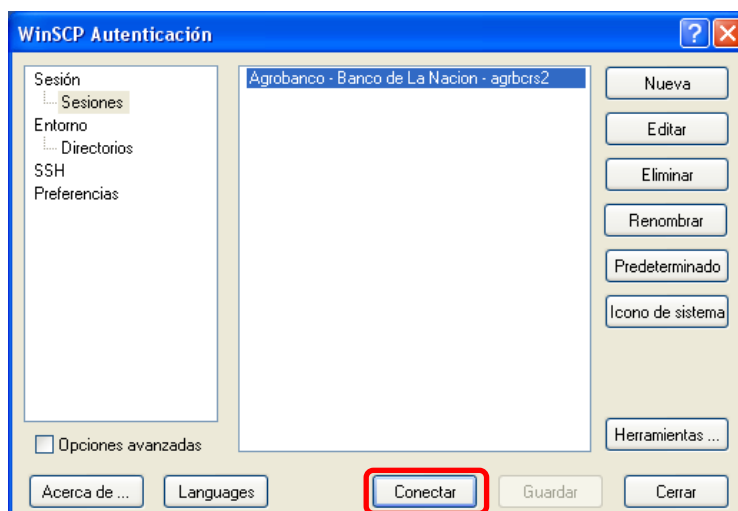 WinSCP Autenticación
Sesión
Sesiones
Entorno
Directorios
SSH
Preferencias
Opciones avanzadas
Agrobanco - Banco de La Nacion - agrbcrs2
Nueva
Editar
Eliminar
Renombrar
Predeterminado
Icono de sistema
Herramientas ...
Acerca de ...
Languages
Conectar
Guardar
Cerrar